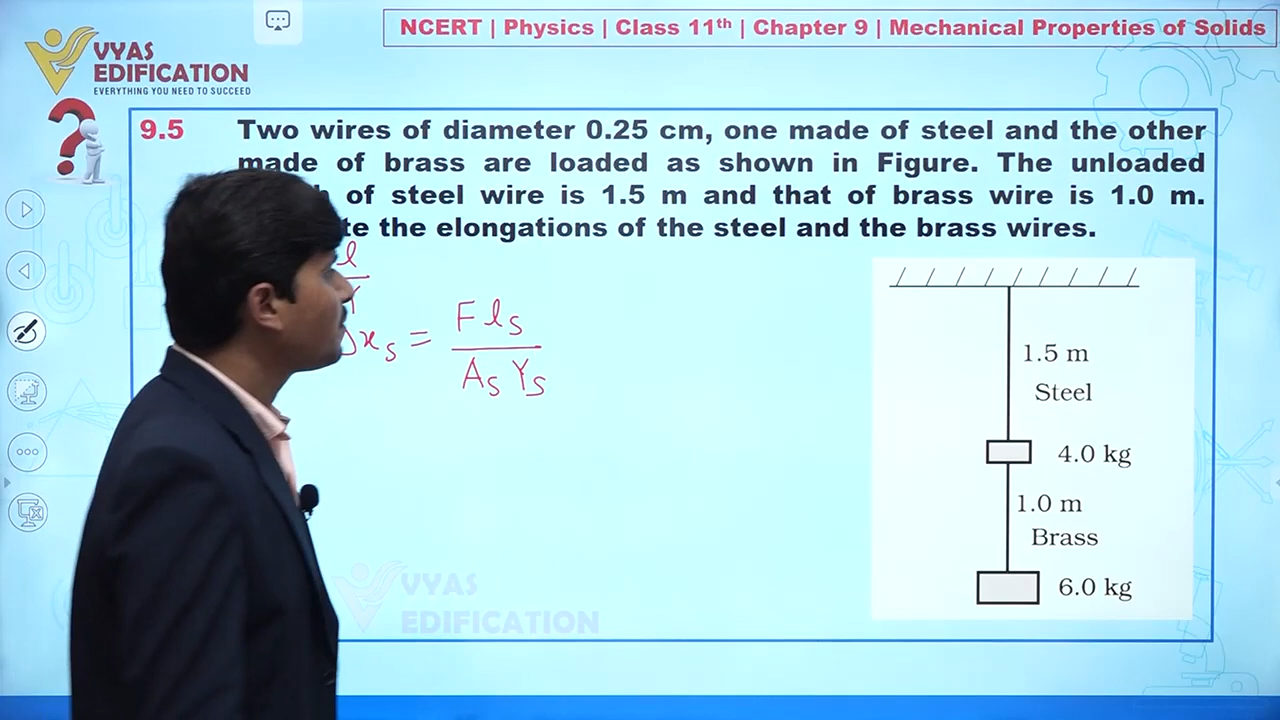 NCERT | Physics | Class 11th | Chapter 9 | Mechanical Properties of Solids
VYAS
EDIFICATION
EVERYTHING YOU NEED TO SUCCEED
?
9.5 Two wires of diameter 0.25 cm, one made of steel and the other
made of brass are loaded as shown in Figure. The unloaded
of steel wire is 1.5 m and that of brass wire is 1.0 m.
the elongations of the steel and the brass wires.
l
x_S = F l_S / A_S Y_S
1.5 m
Steel
4.0 kg
1.0 m
Brass
6.0 kg
VYAS
EDIFICATION